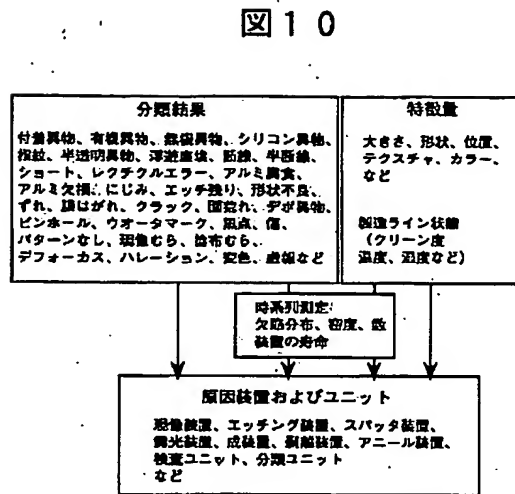 図10
分類結果
付着異物、有機異物、無機異物、シリコン異物、
指紋、半透明異物、浮遊塵埃、断線、半断線、
ショート、レクチクルエラー、アルミ腐食、
アルミ欠損、にじみ、エッチ残り、形状不良、
ずれ、膜はがれ、クラック、面荒れ、デポ異物、
ピンホール、ウオータマーク、黒点、傷、
パターンなし、現像むら、塗布むら、
デフォーカス、ハレーション、変色、虚報など
特徴量
大きさ、形状、位置、
テクスチャ、カラー、
など
製造ライン状態
(クリーン度
温度、湿度など)
時系列測定
欠陥分布、密度、数
装置の寿命
原因装置およびユニット
現像装置、エッチング装置、スパッタ装置、
露光装置、成装置、剥離装置、アニール装置、
検査ユニット、分類ユニット
など